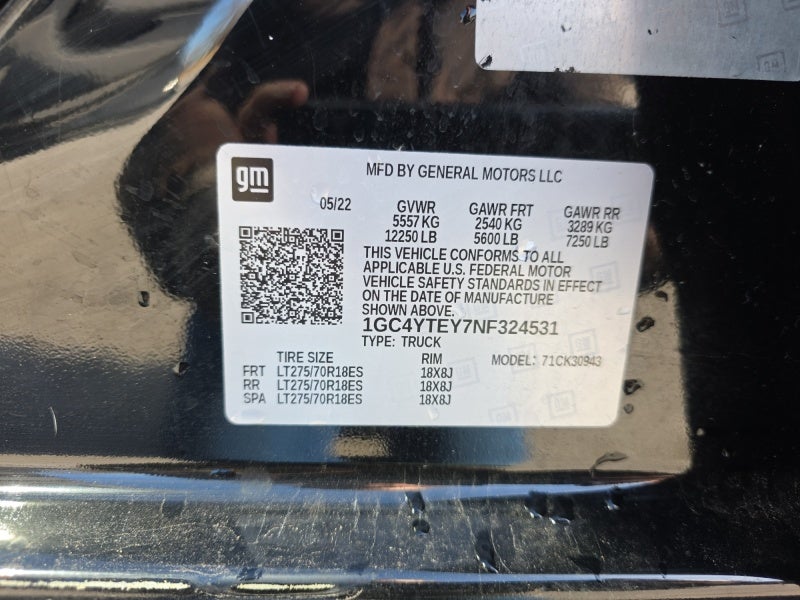 gm
MFD BY GENERAL MOTORS LLC
05/22 GVWR GAWR FRT GAWR RR
5557 KG 2540 KG 3289 KG
12250 LB 5600 LB 7250 LB
THIS VEHICLE CONFORMS TO ALL
APPLICABLE U.S. FEDERAL MOTOR
VEHICLE SAFETY STANDARDS IN EFFECT
ON THE DATE OF MANUFACTURE
SHOWN ABOVE.
1GC4YTEY7NF324531
TYPE: TRUCK
TIRE SIZE RIM MODEL: 71CK30943
FRT LT275/70R18ES 18X8J
RR LT275/70R18ES 18X8J
SPA LT275/70R18ES 18X8J